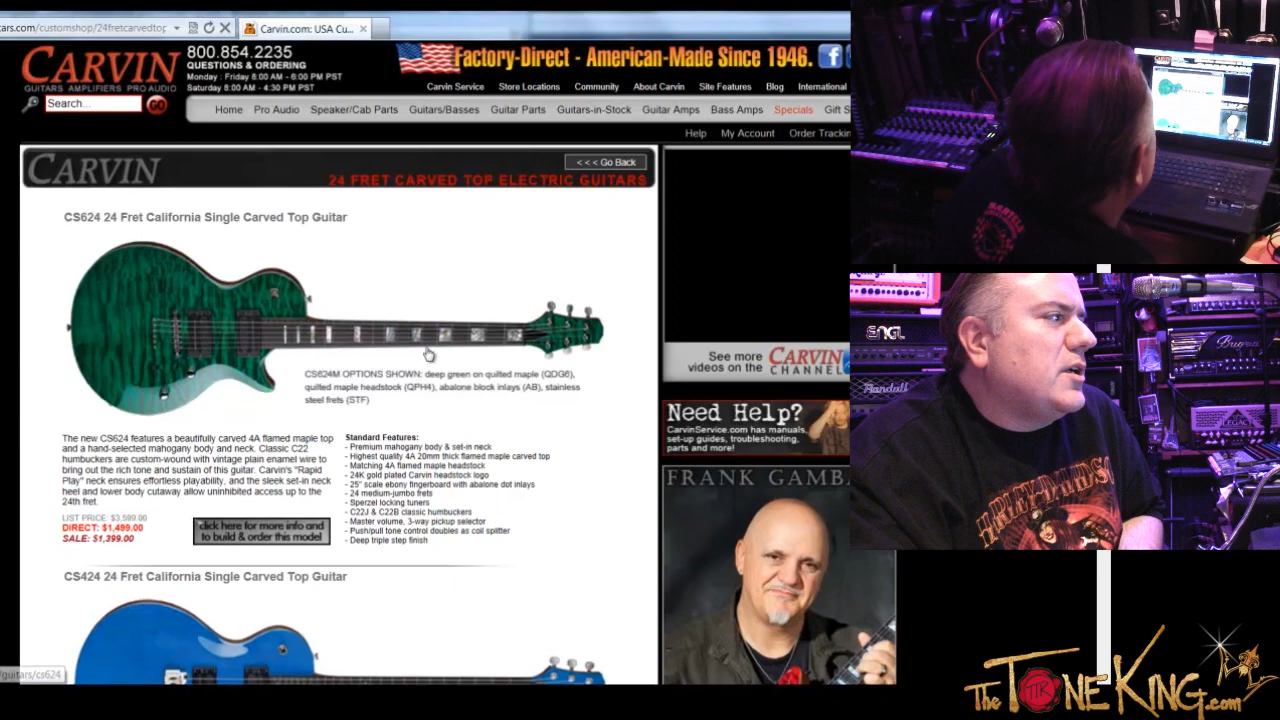 ars.com/customshop/24fretcarvedtop
Carvin.com: USA Cu...
CARVIN
GUITARS AMPLIFIERS PRO AUDIO
800.854.2235
QUESTIONS & ORDERING
Monday - Friday 8:00 AM - 6:00 PM PST
Saturday 8:00 AM - 4:30 PM PST
Factory-Direct - American-Made Since 1946.
Carvin Service Store Locations Community About Carvin Site Features Blog International
Search... GO
Home Pro Audio Speaker/Cab Parts Guitars/Basses Guitar Parts Guitars-in-Stock Guitar Amps Bass Amps Specials Gift S
Help My Account Order Trackin
CARVIN
< < < Go Back
24 FRET CARVED TOP ELECTRIC GUITARS
CS624 24 Fret California Single Carved Top Guitar
CS624M OPTIONS SHOWN: deep green on quilted maple (QDG6),
quilted maple headstock (QPH4), abalone block inlays (AB), stainless
steel frets (STF)
The new CS624 features a beautifully carved 4A flamed maple top
and a hand-selected mahogany body and neck. Classic C22
humbuckers are custom-wound with vintage plain enamel wire to
bring out the rich tone and sustain of this guitar. Carvin's "Rapid
Play" neck ensures effortless playability, and the sleek set-in neck
heel and lower body cutaway allow uninhibited access up to the
24th fret.
LIST PRICE: $3,599.00
DIRECT: $1,499.00
SALE: $1,399.00
click here for more info and
to build & order this model
Standard Features:
- Premium mahogany body & set-in neck
- Highest quality 4A 20mm thick flamed maple carved top
- Matching 4A flamed maple headstock
- 24K gold plated Carvin headstock logo
- 25" scale ebony fingerboard with abalone dot inlays
- 24 medium-jumbo frets
- Sperzel locking tuners
- C22J & C22B classic humbuckers
- Master volume, 3-way pickup selector
- Push/pull tone control doubles as coil splitter
- Deep triple step finish
CS424 24 Fret California Single Carved Top Guitar
/guitars/cs624
See more
videos on the
CARVIN
CHANNEL
Need Help?
CarvinService.com has manuals,
set-up guides, troubleshooting,
parts and more!
FRANK GAMBA
ENGL
Randall
LEGACY
THE TONE KING.com
TTK